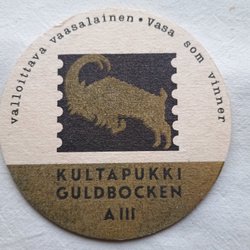 valloittava vaasalainen • Vasa som vinner
KULTAPUKKI
GULDBOCKEN
A III